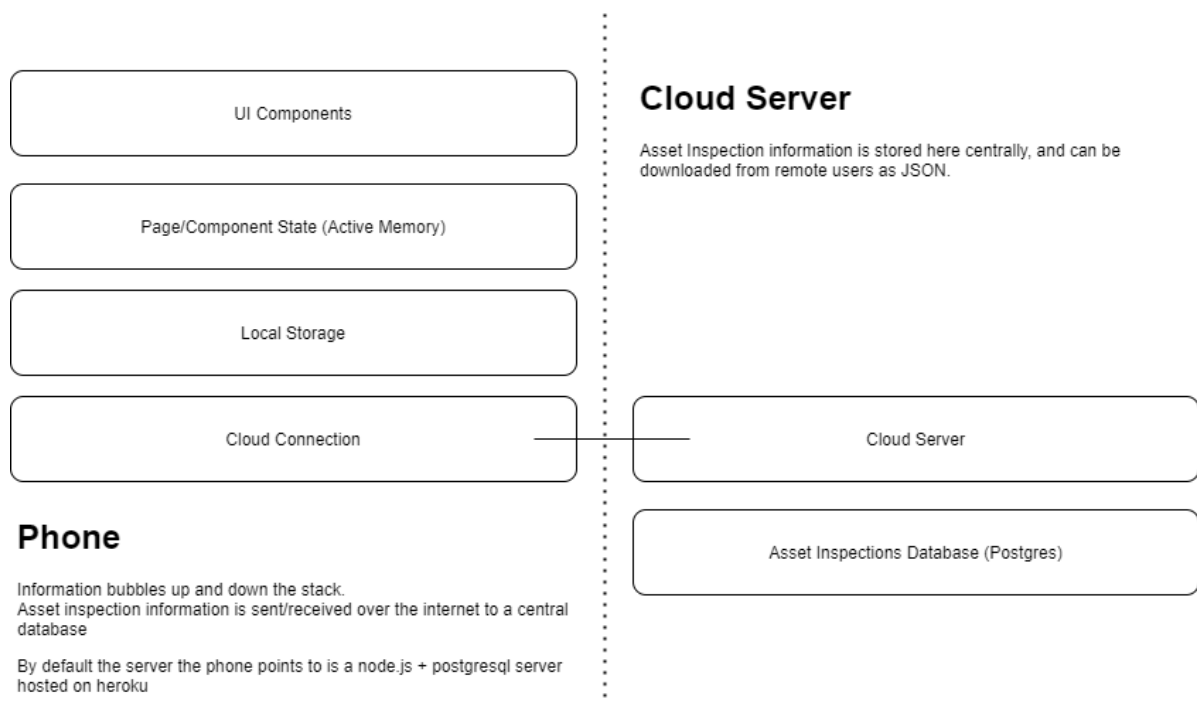 UI Components
Page/Component State (Active Memory)
Local Storage
Cloud Connection
Phone
Information bubbles up and down the stack.
Asset inspection information is sent/received over the internet to a central
database
By default the server the phone points to is a node.js + postgresql server
hosted on heroku
Cloud Server
Asset Inspection information is stored here centrally, and can be
downloaded from remote users as JSON.
Cloud Server
Asset Inspections Database (Postgres)